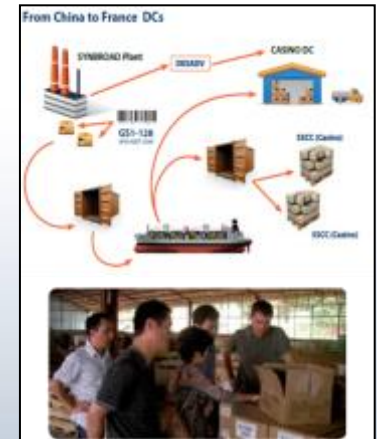 From China to France DCs
SYNBROAD Plant
DESADV
CASINO DC
GS1-128
SSCC (Casino)
SSCC (Casino)